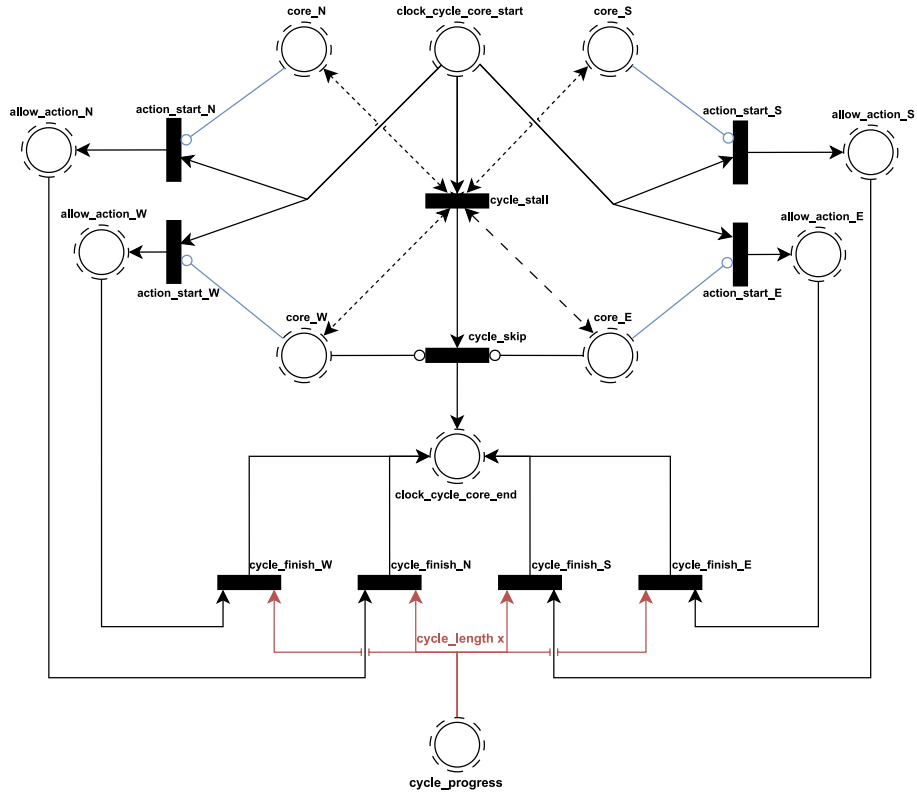 core_N
clock_cycle_core_start
core_S
allow_action_N
action_start_N
action_start_S
allow_action_S
cycle_stall
allow_action_W
allow_action_E
action_start_W
action_start_E
core_W
cycle_skip
core_E
clock_cycle_core_end
cycle_finish_W
cycle_finish_N
cycle_finish_S
cycle_finish_E
cycle_length x
cycle_progress